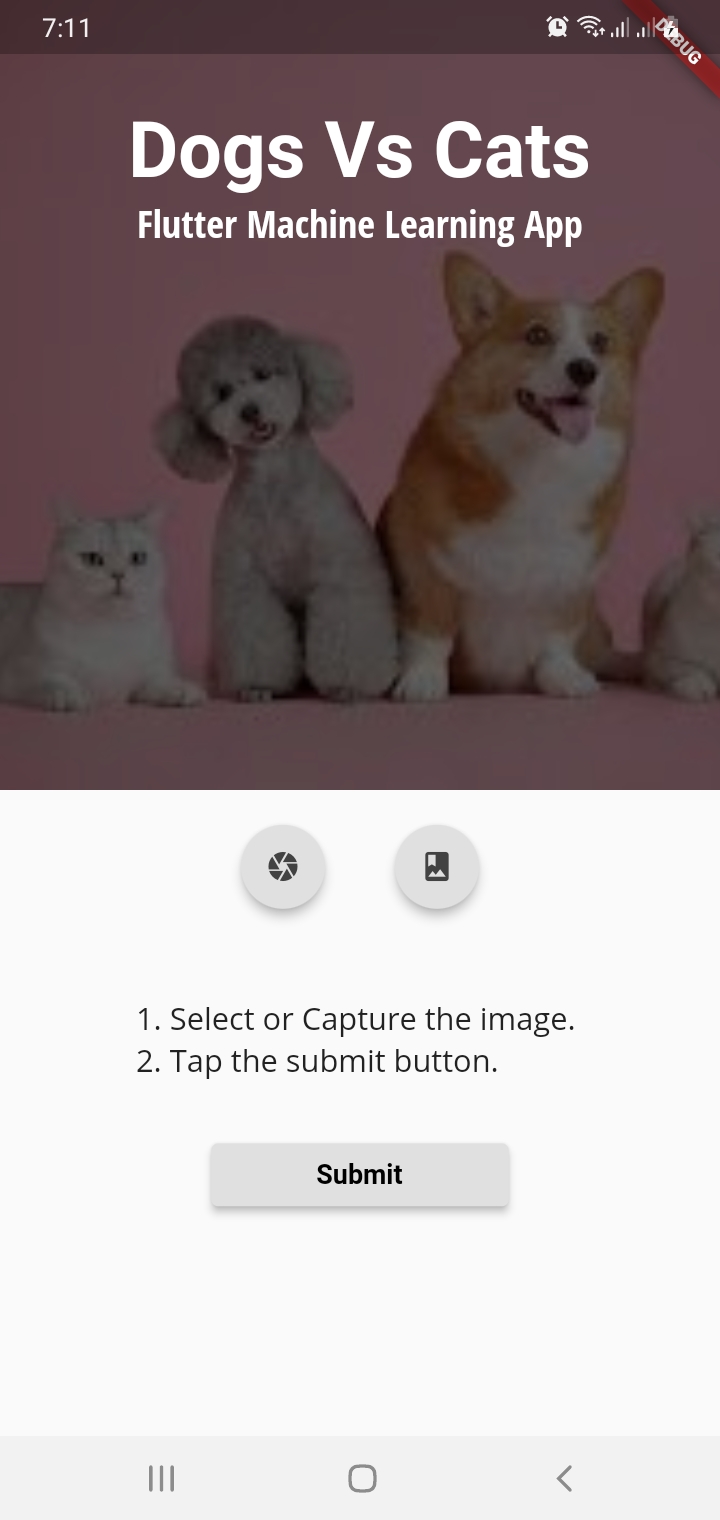 7:11
DEBUG
Dogs Vs Cats
Flutter Machine Learning App
1. Select or Capture the image.
2. Tap the submit button.
Submit